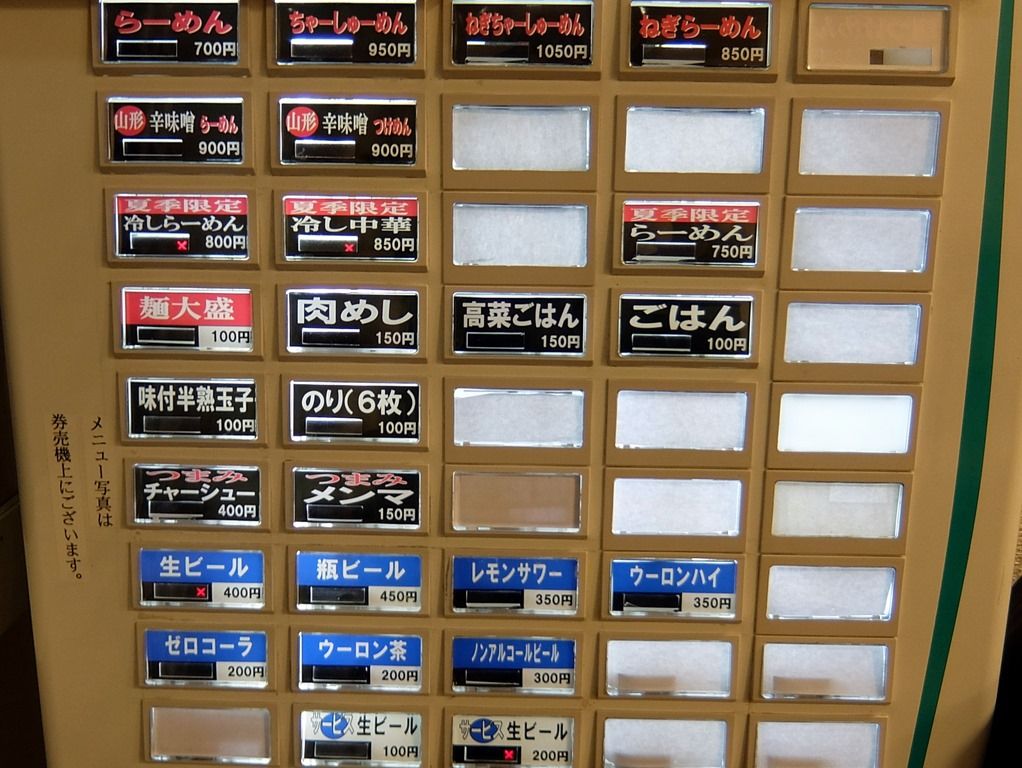 らーめん
700円
ちゃーしゅーめん
950円
ねぎちゃーしゅーめん
1050円
ねぎらーめん
850円
山形 辛味噌 らーめん
900円
山形 辛味噌 つけめん
900円
夏季限定
冷しらーめん
× 800円
夏季限定
冷し中華
× 850円
夏季限定
らーめん
750円
麺大盛
100円
肉めし
150円
高菜ごはん
150円
ごはん
100円
味付半熟玉子
100円
のり(6枚)
100円
つまみ
チャーシュー
400円
つまみ
メンマ
150円
生ビール
× 400円
瓶ビール
450円
レモンサワー
350円
ウーロンハイ
350円
ゼロコーラ
200円
ウーロン茶
200円
ノンアルコールビール
300円
サービス 生ビール
100円
サービス 生ビール
× 200円
メニュー写真は
券売機上にございます。